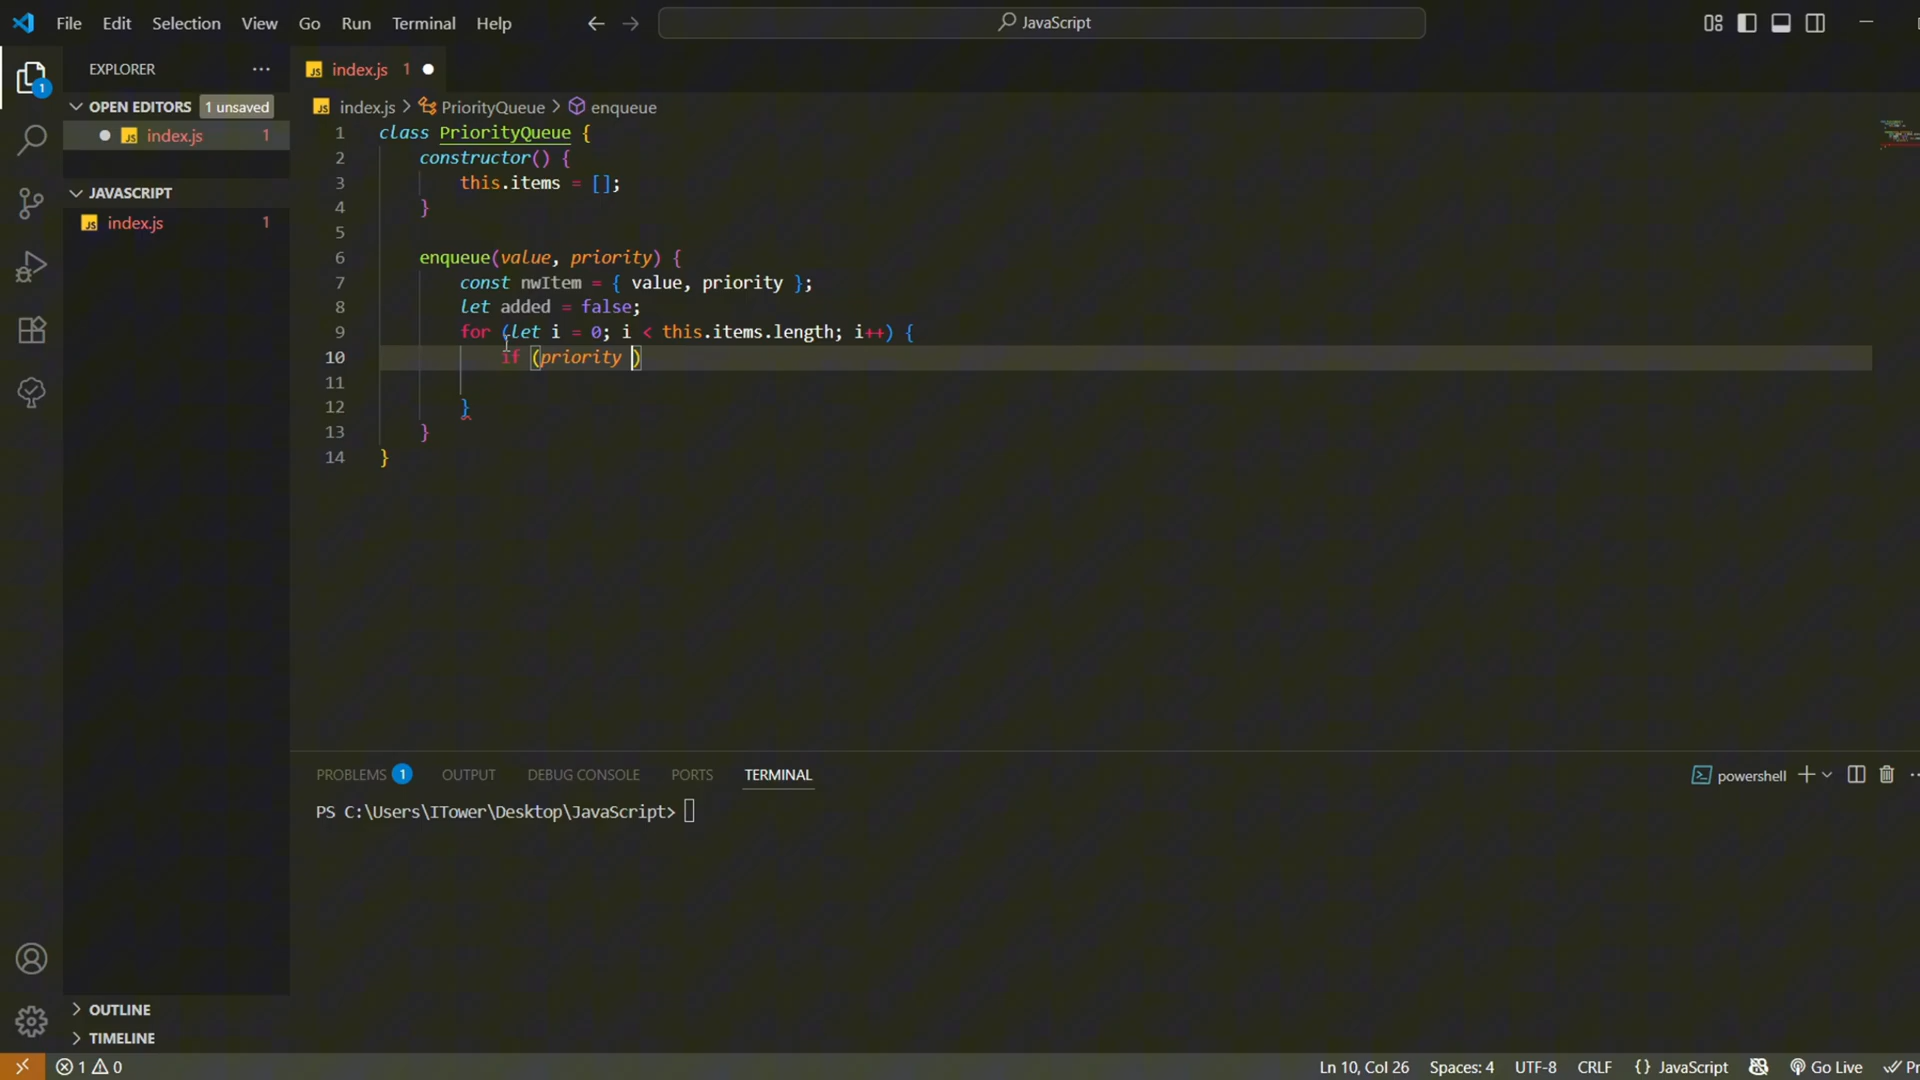 File Edit Selection View Go Run Terminal Help JavaScript
EXPLORER
OPEN EDITORS 1 unsaved
index.js 1
JAVASCRIPT
index.js 1
OUTLINE
TIMELINE
1
index.js 1
index.js > PriorityQueue > enqueue
1 class PriorityQueue {
2 constructor() {
3 this.items = [];
4 }
5
6 enqueue(value, priority) {
7 const nwItem = { value, priority };
8 let added = false;
9 for (let i = 0; i < this.items.length; i++) {
10 if (priority )
11
12 }
13 }
14 }
PROBLEMS 1 OUTPUT DEBUG CONSOLE PORTS TERMINAL powershell
PS C:\Users\ITower\Desktop\JavaScript>
1 0 Ln 10, Col 26 Spaces: 4 UTF-8 CRLF {} JavaScript Go Live Pr